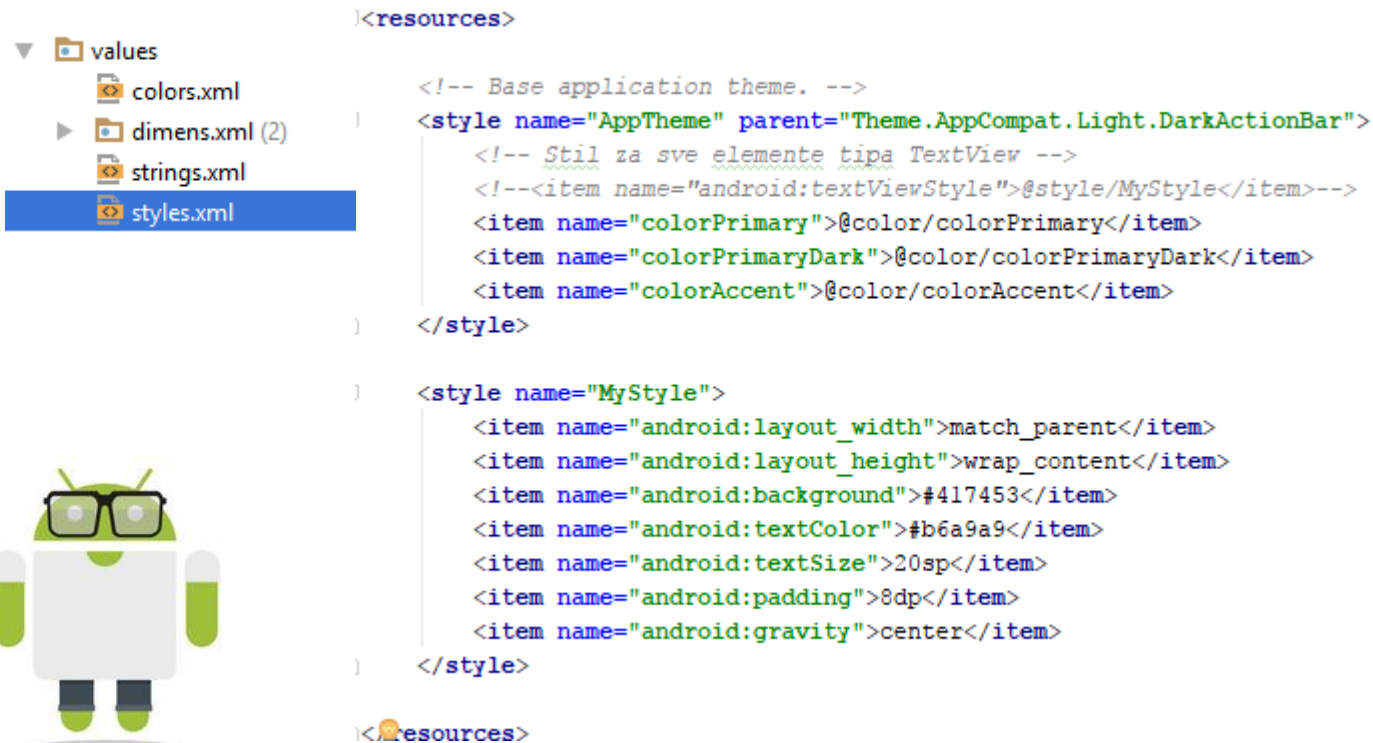 values
colors.xml
dimens.xml (2)
strings.xml
styles.xml
<resources>
<!-- Base application theme. -->
<style name="AppTheme" parent="Theme.AppCompat.Light.DarkActionBar">
<!-- Stil za sve elemente tipa TextView -->
<!--<item name="android:textViewStyle">@style/MyStyle</item>-->
<item name="colorPrimary">@color/colorPrimary</item>
<item name="colorPrimaryDark">@color/colorPrimaryDark</item>
<item name="colorAccent">@color/colorAccent</item>
</style>
<style name="MyStyle">
<item name="android:layout_width">match_parent</item>
<item name="android:layout_height">wrap_content</item>
<item name="android:background">#417453</item>
<item name="android:textColor">#b6a9a9</item>
<item name="android:textSize">20sp</item>
<item name="android:padding">8dp</item>
<item name="android:gravity">center</item>
</style>
</resources>